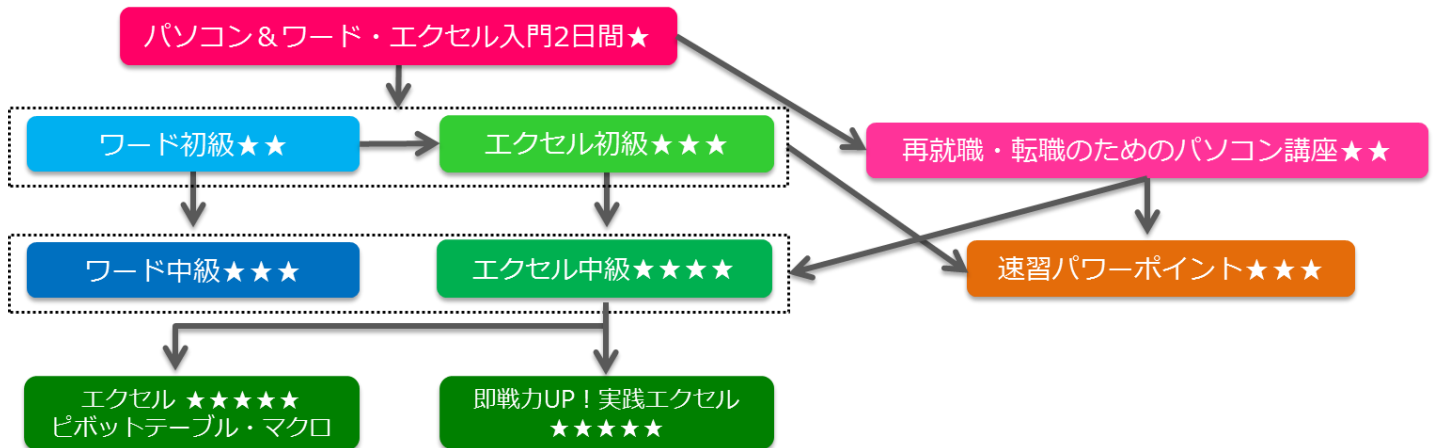 パソコン＆ワード・エクセル入門2日間★
ワード初級★★
エクセル初級★★★
再就職・転職のためのパソコン講座★★
ワード中級★★★
エクセル中級★★★★
速習パワーポイント★★★
エクセル ★★★★★
ピボットテーブル・マクロ
即戦力UP！実践エクセル
★★★★★